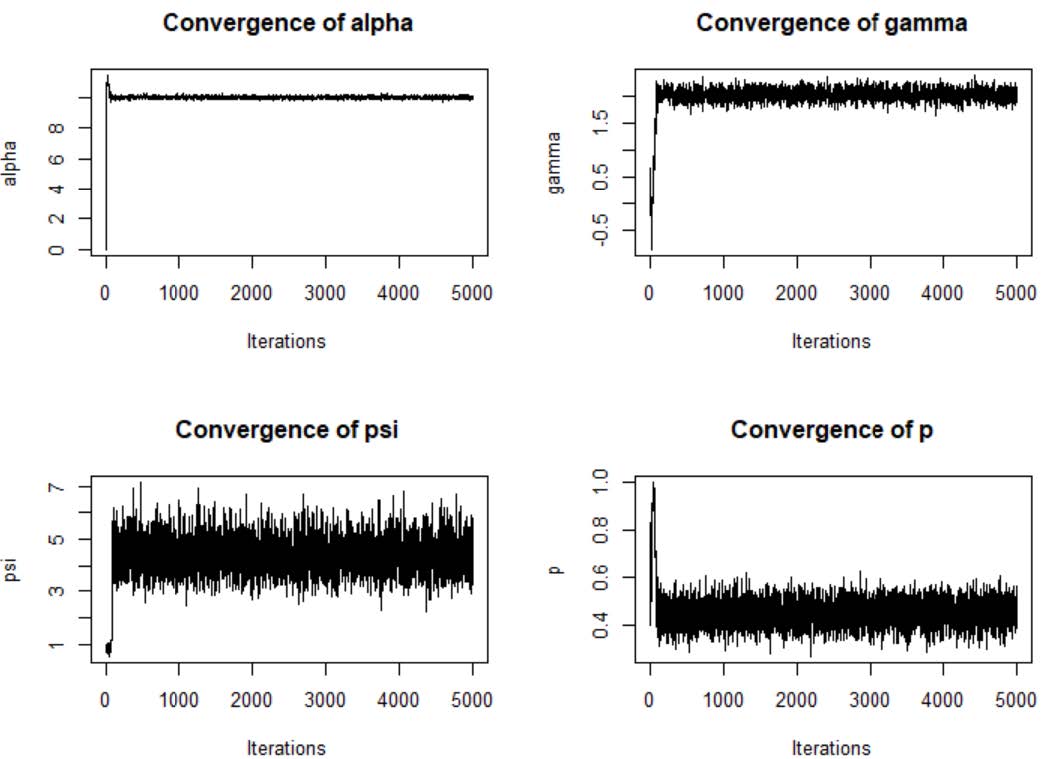 Convergence of alpha
alpha
0 2 4 6 8
0 1000 2000 3000 4000 5000
Iterations
Convergence of gamma
gamma
-0.5 0.5 1.5
0 1000 2000 3000 4000 5000
Iterations
Convergence of psi
psi
1 3 5 7
0 1000 2000 3000 4000 5000
Iterations
Convergence of p
p
0.4 0.6 0.8 1.0
0 1000 2000 3000 4000 5000
Iterations